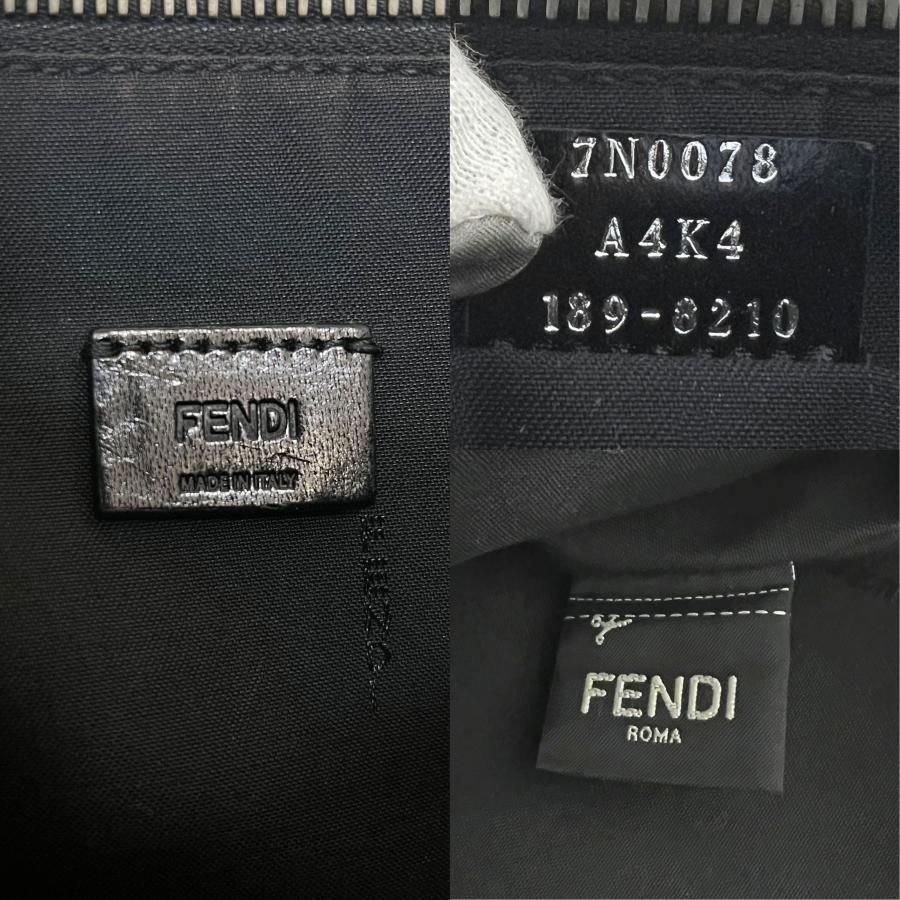 FENDI
MADE IN ITALY
7N0078
A4K4
189-8210
FENDI
ROMA